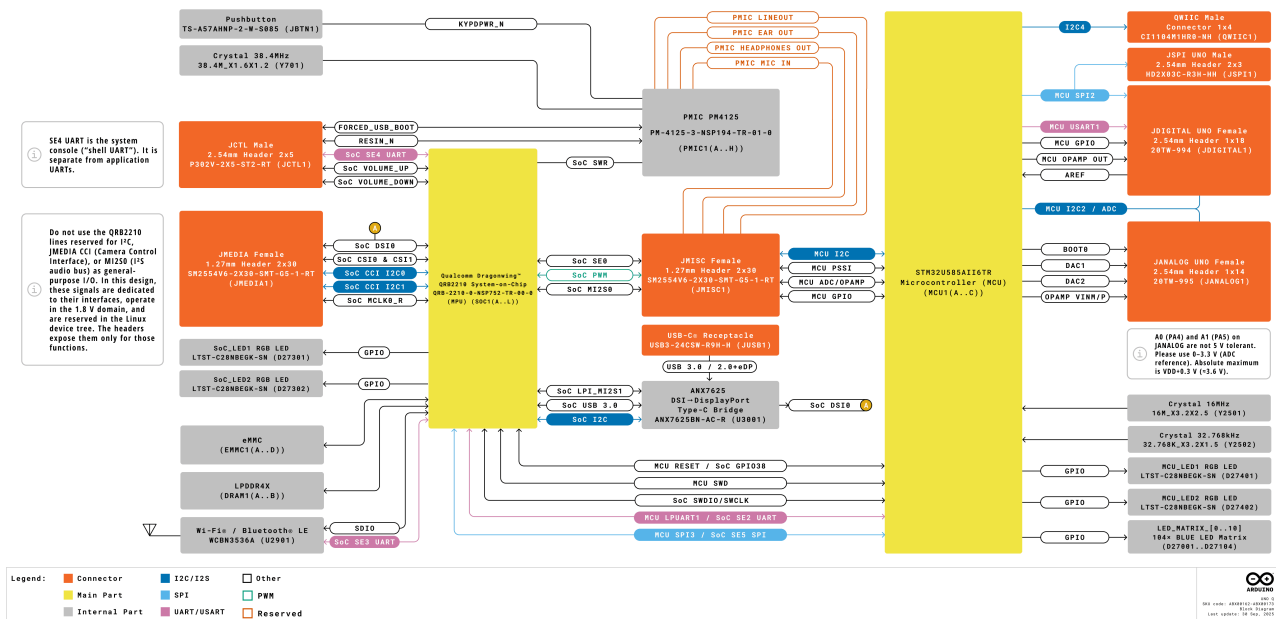 Pushbutton
TS-A57AHNP-2-W-S085 (JBTN1)
Crystal 38.4MHz
38.4M_X1.6X1.2 (Y701)
KYPDPWR_N
PMIC LINEOUT
PMIC EAR OUT
PMIC HEADPHONES OUT
PMIC MIC IN
PMIC PM4125
PM-4125-3-NSP194-TR-01-0
(PMIC1(A..H))
SE4 UART is the system
console ("shell UART"). It is
separate from application
UARTs.
JCTL Male
2.54mm Header 2x5
P302V-2X5-ST2-RT (JCTL1)
FORCED_USB_BOOT
RESIN_N
SoC SE4 UART
SoC VOLUME_UP
SoC VOLUME_DOWN
SoC SWR
Do not use the QRB2210
lines reserved for I²C,
JMEDIA CCI (Camera Control
Interface), or MI2S0 (I²S
audio bus) as general-
purpose I/O. In this design,
these signals are dedicated
to their interfaces, operate
in the 1.8 V domain, and
are reserved in the Linux
device tree. The headers
expose them only for those
functions.
JMEDIA Female
1.27mm Header 2x30
SM2554V6-2X30-SMT-G5-1-RT
(JMEDIA1)
A
SoC DSI0
SoC CSI0 & CSI1
SoC CCI I2C0
SoC CCI I2C1
SoC MCLK0_R
Qualcomm Dragonwing™
QRB2210 System-on-Chip
QRB-2210-0-NSP752-TR-00-0
(MPU) (SOC1(A..L))
SoC SE0
SoC PWM
SoC MI2S0
JMISC Female
1.27mm Header 2x30
SM2554V6-2X30-SMT-G5-1-RT
(JMISC1)
MCU I2C
MCU PSSI
MCU ADC/OPAMP
MCU GPIO
STM32U585AII6TR
Microcontroller (MCU)
(MCU1(A..C))
I2C4
QWIIC Male
Connector 1x4
CI1104M1HR0-NH (QWIIC1)
JSPI UNO Male
2.54mm Header 2x3
HD2X03C-R3H-HH (JSPI1)
MCU SPI2
MCU USART1
MCU GPIO
MCU OPAMP OUT
AREF
JDIGITAL UNO Female
2.54mm Header 1x18
20TW-994 (JDIGITAL1)
MCU I2C2 / ADC
BOOT0
DAC1
DAC2
OPAMP VINM/P
JANALOG UNO Female
2.54mm Header 1x14
20TW-995 (JANALOG1)
A0 (PA4) and A1 (PA5) on
JANALOG are not 5 V tolerant.
Please use 0–3.3 V (ADC
reference). Absolute maximum
is VDD+0.3 V (≈3.6 V).
SoC_LED1 RGB LED
LTST-C28NBEGK-SN (D27301)
GPIO
SoC_LED2 RGB LED
LTST-C28NBEGK-SN (D27302)
GPIO
USB-C® Receptacle
USB3-24CSW-R9H-H (JUSB1)
USB 3.0 / 2.0+eDP
SoC LPI_MI2S1
SoC USB 3.0
SoC I2C
ANX7625
DSI→DisplayPort
Type-C Bridge
ANX7625BN-AC-R (U3001)
SoC DSI0
A
eMMC
(EMMC1(A..D))
LPDDR4X
(DRAM1(A..B))
Wi-Fi® / Bluetooth® LE
WCBN3536A (U2901)
SDIO
SoC SE3 UART
MCU RESET / SoC GPIO38
MCU SWD
SoC SWDIO/SWCLK
MCU LPUART1 / SoC SE2 UART
MCU SPI3 / SoC SE5 SPI
Crystal 16MHz
16M_X3.2X2.5 (Y2501)
Crystal 32.768kHz
32.768K_X3.2X1.5 (Y2502)
GPIO
MCU_LED1 RGB LED
LTST-C28NBEGK-SN (D27401)
GPIO
MCU_LED2 RGB LED
LTST-C28NBEGK-SN (D27402)
GPIO
LED_MATRIX_[0..10]
104× BLUE LED Matrix
(D27001..D27104)
Legend:
Connector
Main Part
Internal Part
I2C/I2S
SPI
UART/USART
Other
PWM
Reserved
ARDUINO
UNO Q
SKU code: ABX00162-ABX00173
Block Diagram
Last update: 30 Sep, 2025